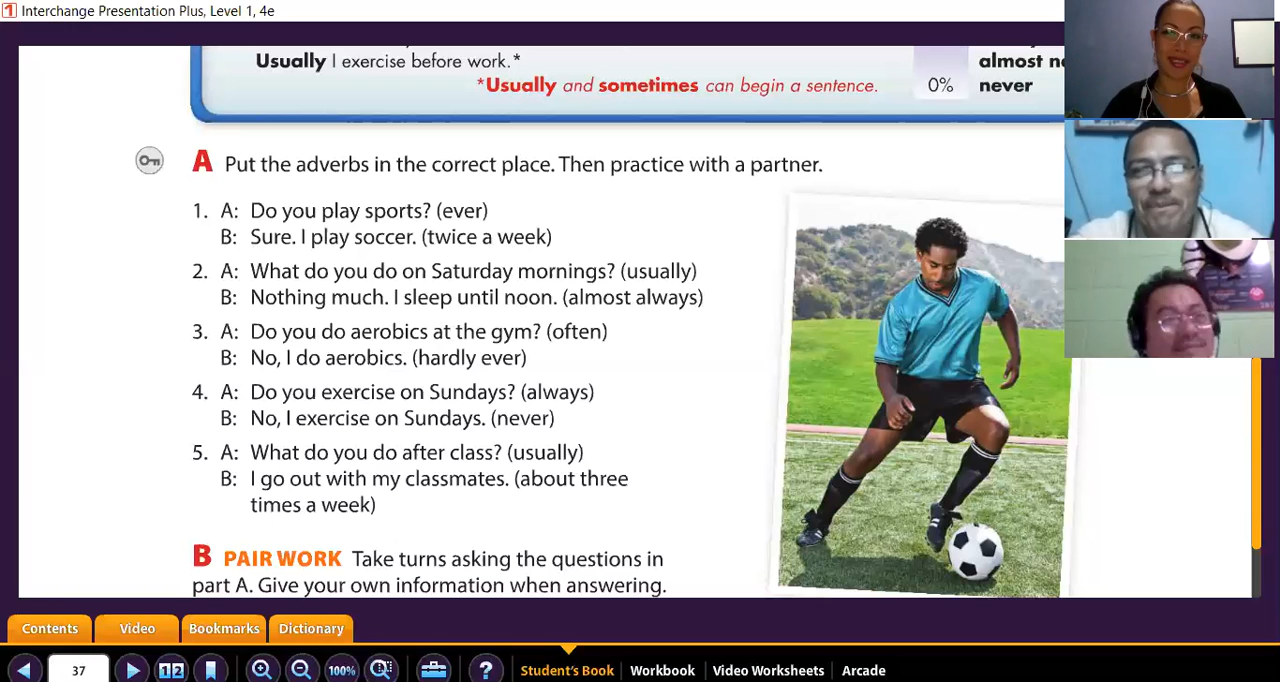 Interchange Presentation Plus, Level 1, 4e
Usually I exercise before work.*
almost
*Usually and sometimes can begin a sentence.
0% never
A Put the adverbs in the correct place. Then practice with a partner.
1. A: Do you play sports? (ever)
B: Sure. I play soccer. (twice a week)
2. A: What do you do on Saturday mornings? (usually)
B: Nothing much. I sleep until noon. (almost always)
3. A: Do you do aerobics at the gym? (often)
B: No, I do aerobics. (hardly ever)
4. A: Do you exercise on Sundays? (always)
B: No, I exercise on Sundays. (never)
5. A: What do you do after class? (usually)
B: I go out with my classmates. (about three
times a week)
B PAIR WORK Take turns asking the questions in
part A. Give your own information when answering.
Contents Video Bookmarks Dictionary
37 1 2 100% ? Student's Book Workbook Video Worksheets Arcade